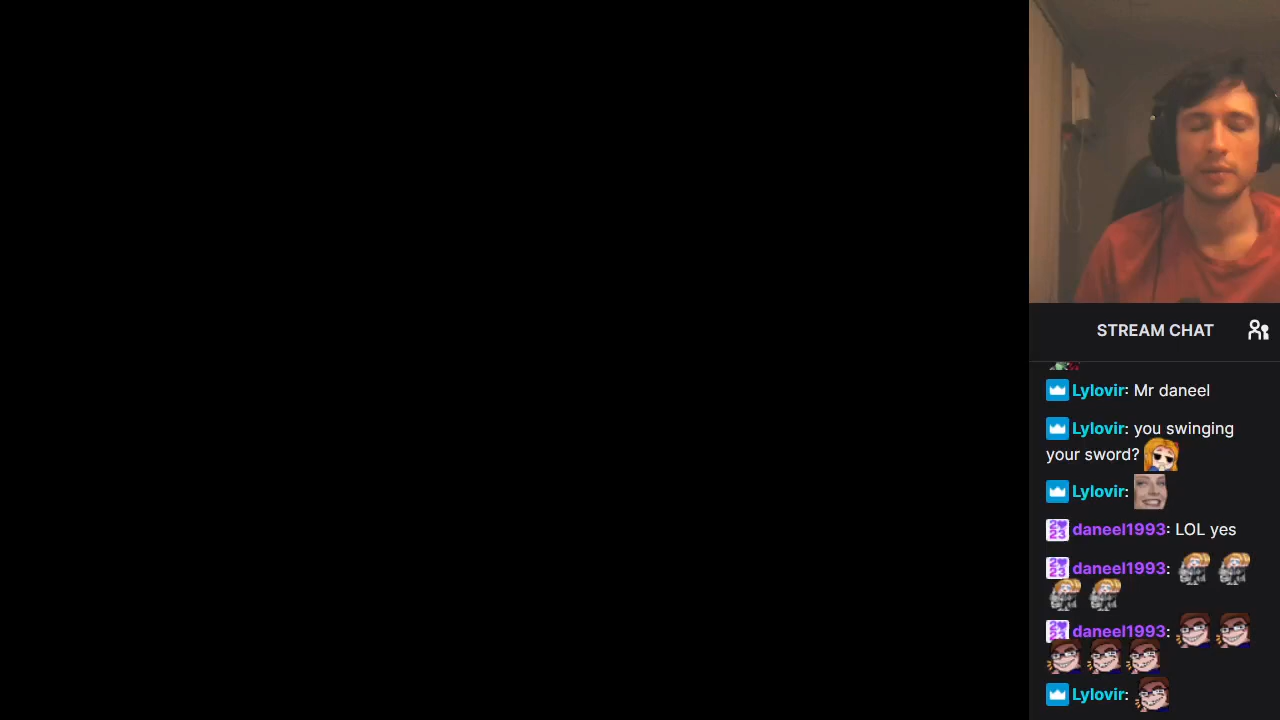 STREAM CHAT
Lylovir: Mr daneel
Lylovir: you swinging
your sword?
Lylovir:
daneel1993: LOL yes
daneel1993:
daneel1993:
Lylovir: